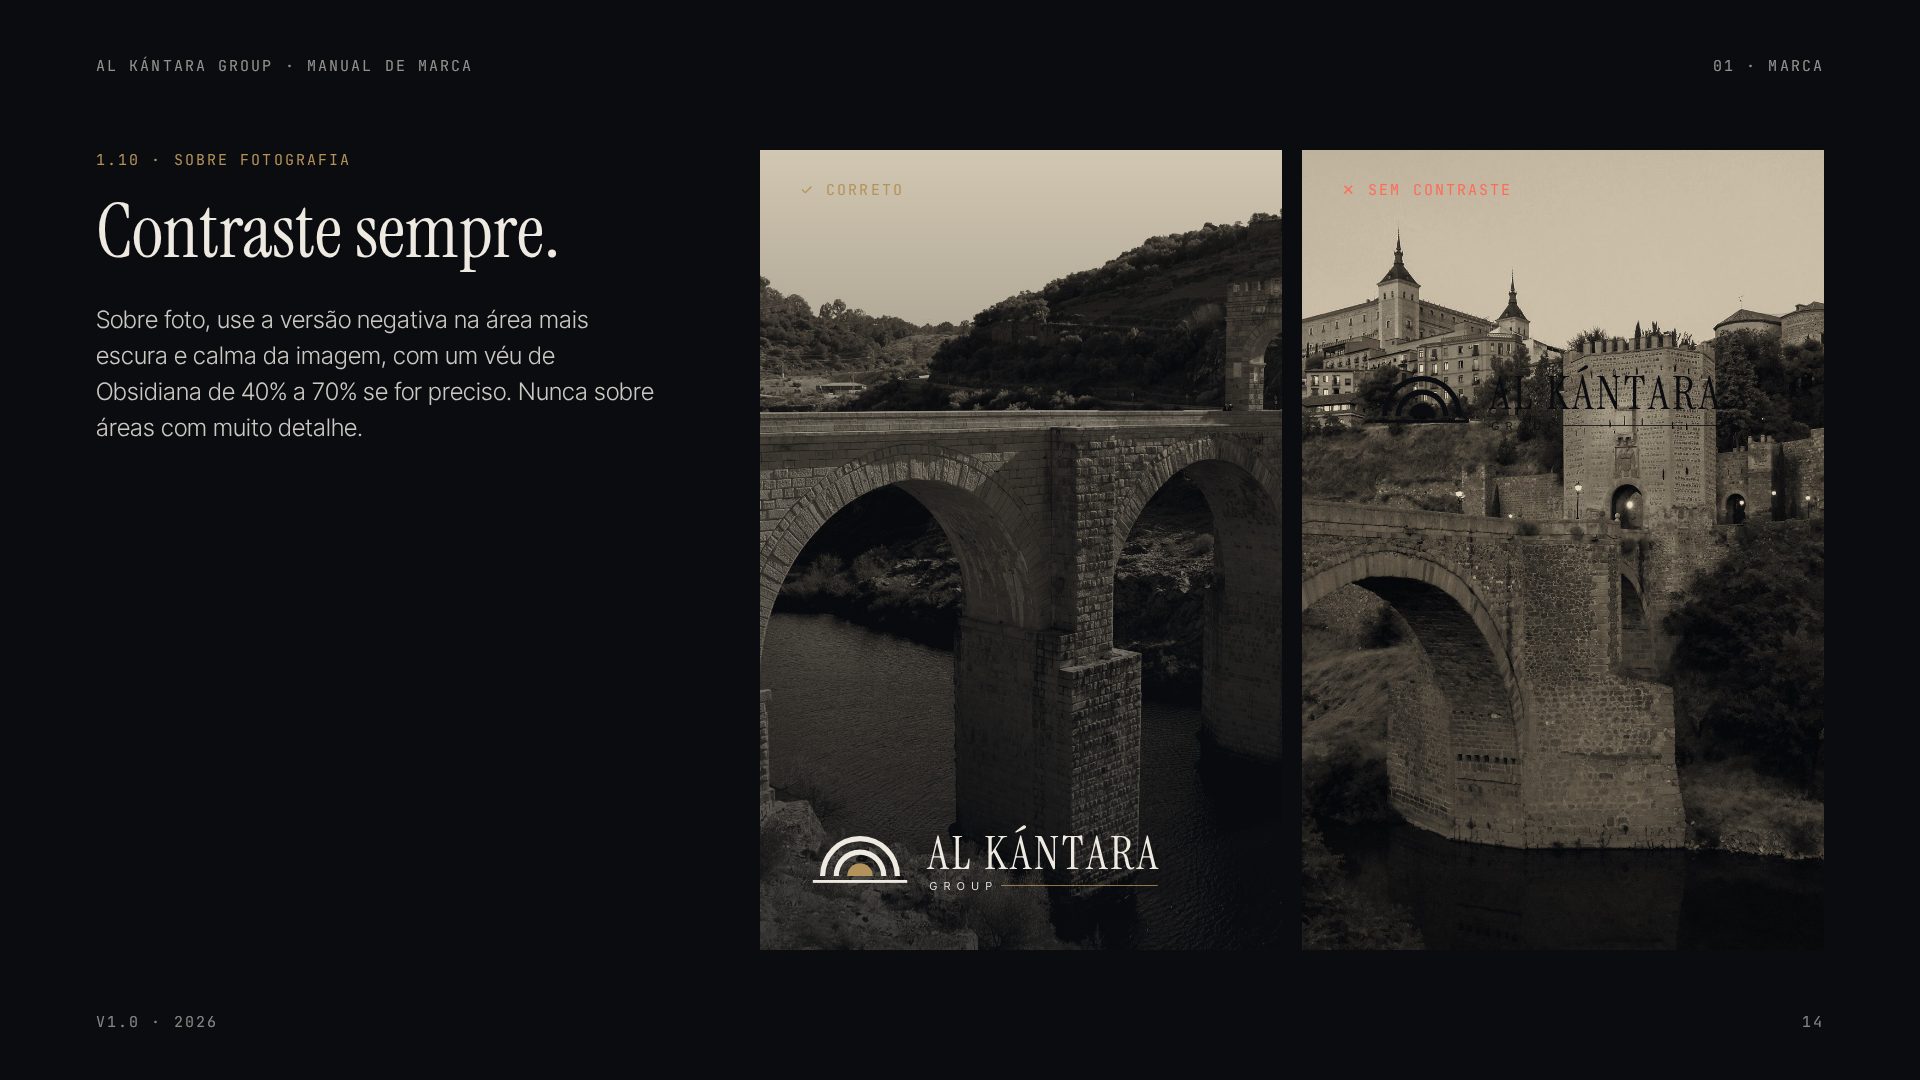 AL KÁNTARA GROUP · MANUAL DE MARCA
01 · MARCA
1.10 · SOBRE FOTOGRAFIA
Contraste sempre.
Sobre foto, use a versão negativa na área mais
escura e calma da imagem, com um véu de
Obsidiana de 40% a 70% se for preciso. Nunca sobre
áreas com muito detalhe.
✓ CORRETO
AL KÁNTARA
GROUP
✕ SEM CONTRASTE
AL KÁNTARA
GROUP
V1.0 · 2026
14